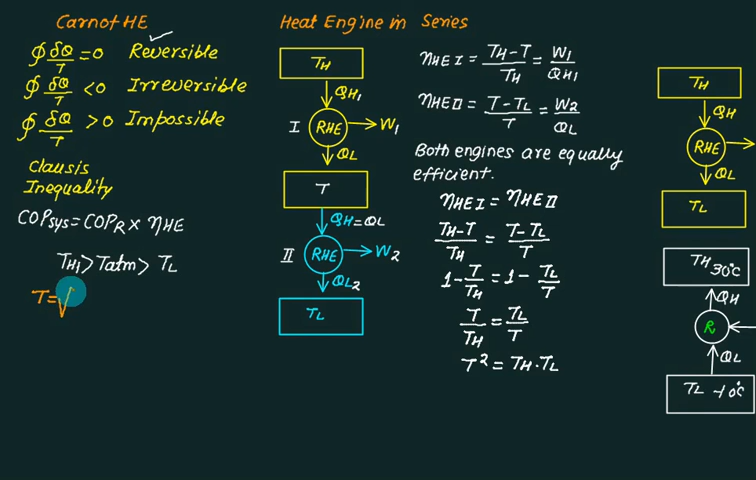 Carnot HE
∮ δQ/T = 0 Reversible
∮ δQ/T < 0 Irreversible
∮ δQ/T > 0 Impossible
Clausis
Inequality
COPsys = COPR × ηHE
TH1 > Tatm > TL
T = √
Heat Engine in Series
TH
QH1
I RHE W1
QL
T
QH = QL
II RHE W2
QL2
TL
ηHE I = (TH - T)/TH = W1/QH1
ηHE II = (T - TL)/T = W2/QL
Both engines are equally
efficient.
ηHE I = ηHE II
(TH - T)/TH = (T - TL)/T
1 - T/TH = 1 - TL/T
T/TH = TL/T
T² = TH · TL
TH
QH
RHE
QL
TL
TH 30°C
QH
R
QL
TL -10°C